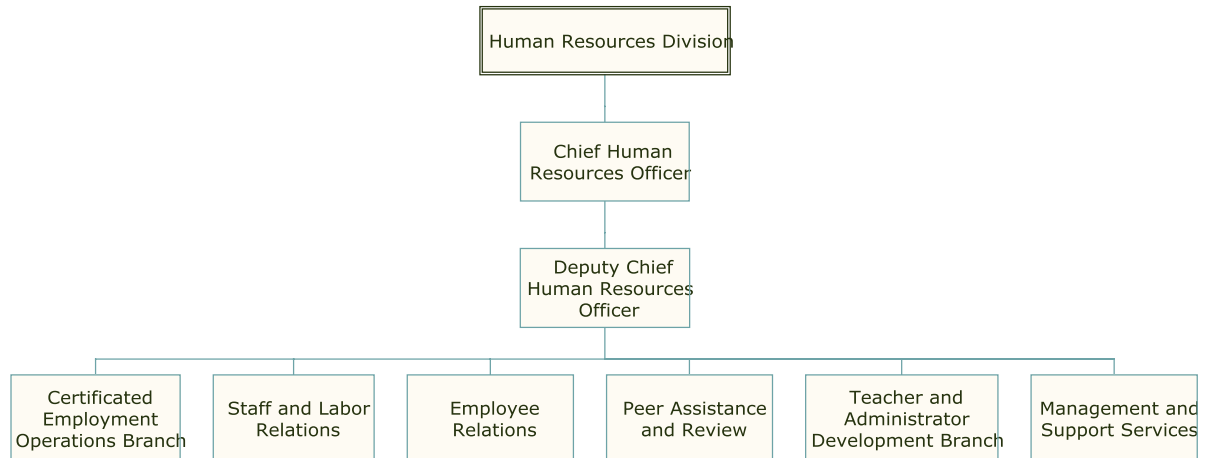 Human Resources Division
Chief Human
Resources Officer
Deputy Chief
Human Resources
Officer
Certificated
Employment
Operations Branch
Staff and Labor
Relations
Employee
Relations
Peer Assistance
and Review
Teacher and
Administrator
Development Branch
Management and
Support Services